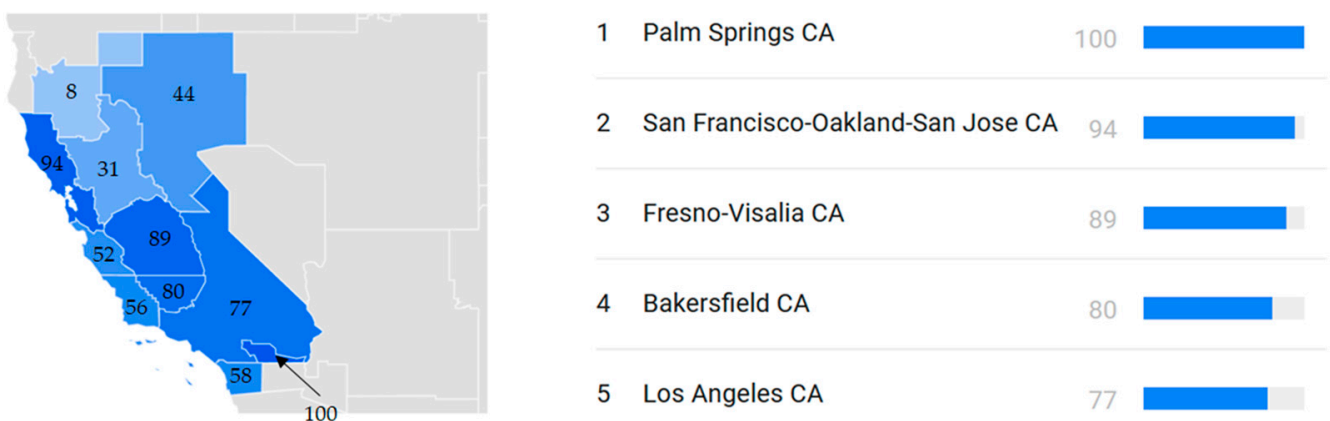 8
44
94
31
89
52
80
56
77
58
100
1 Palm Springs CA 100
2 San Francisco-Oakland-San Jose CA 94
3 Fresno-Visalia CA 89
4 Bakersfield CA 80
5 Los Angeles CA 77